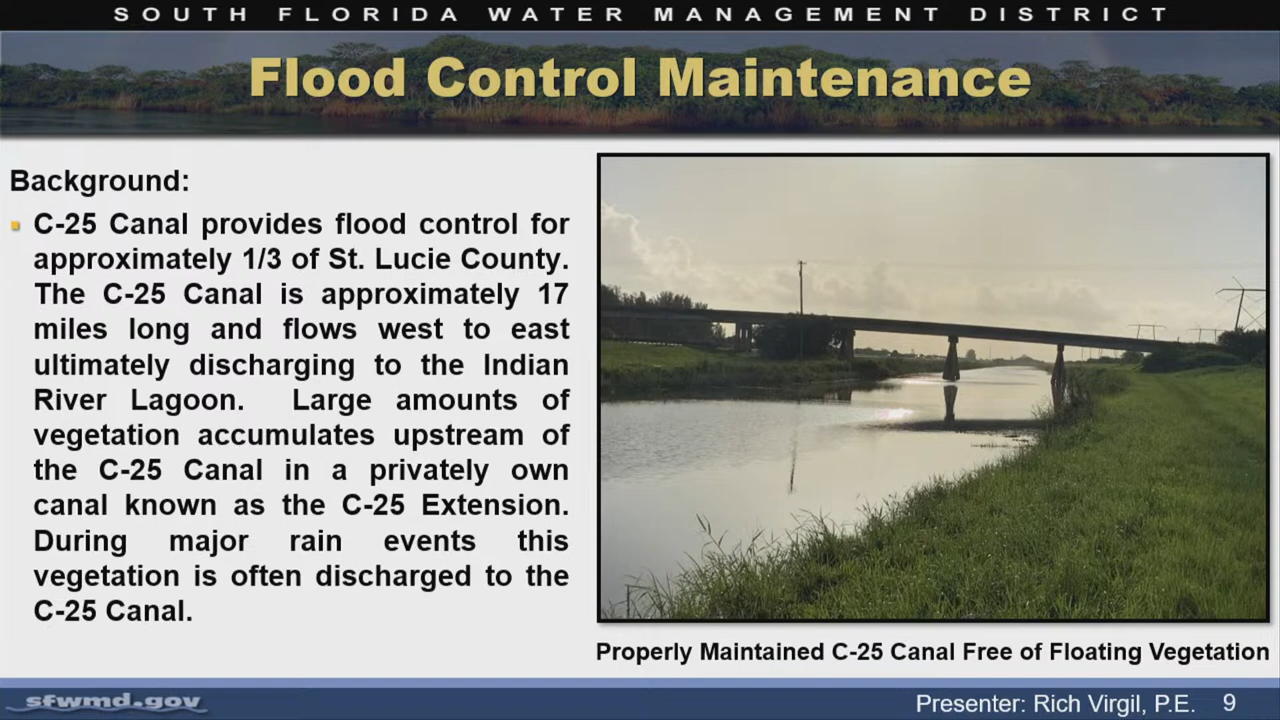 SOUTH FLORIDA WATER MANAGEMENT DISTRICT
Flood Control Maintenance
Background:
C-25 Canal provides flood control for
approximately 1/3 of St. Lucie County.
The C-25 Canal is approximately 17
miles long and flows west to east
ultimately discharging to the Indian
River Lagoon. Large amounts of
vegetation accumulates upstream of
the C-25 Canal in a privately own
canal known as the C-25 Extension.
During major rain events this
vegetation is often discharged to the
C-25 Canal.
Properly Maintained C-25 Canal Free of Floating Vegetation
sfwmd.gov
Presenter: Rich Virgil, P.E. 9